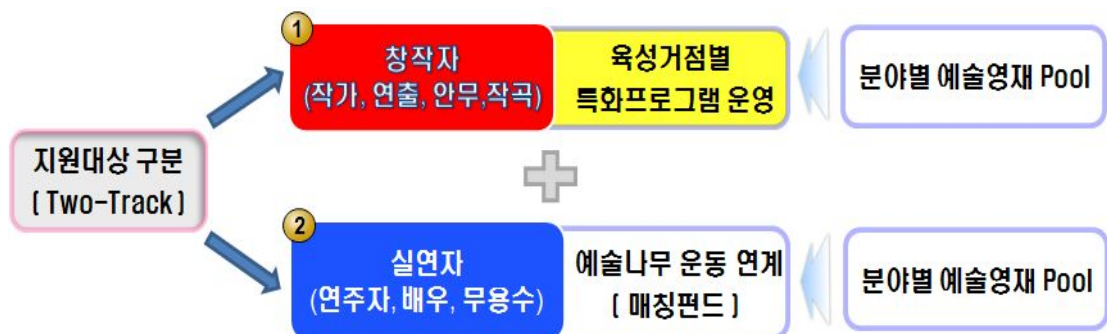 지원대상 구분
( Two-Track )
1
창작자
(작가, 연출, 안무,작곡)
육성거점별
특화프로그램 운영
분야별 예술영재 Pool
2
실연자
(연주자, 배우, 무용수)
예술나무 운동 연계
( 매칭펀드 )
분야별 예술영재 Pool